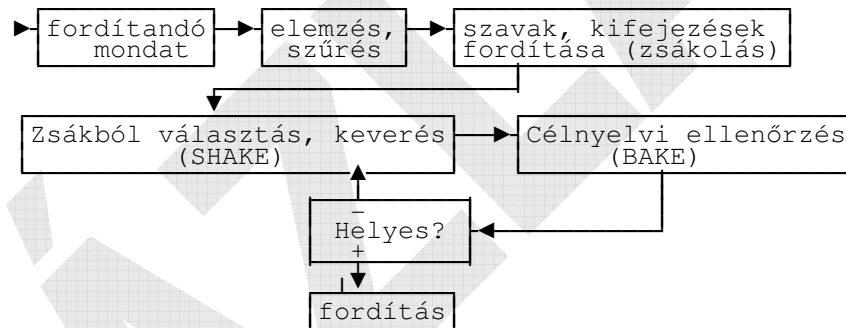 fordítandó
mondat
elemzés,
szűrés
szavak, kifejezések
fordítása (zsákolás)
Zsákból választás, keverés
(SHAKE)
Célnyelvi ellenőrzés
(BAKE)
–
Helyes?
+
fordítás